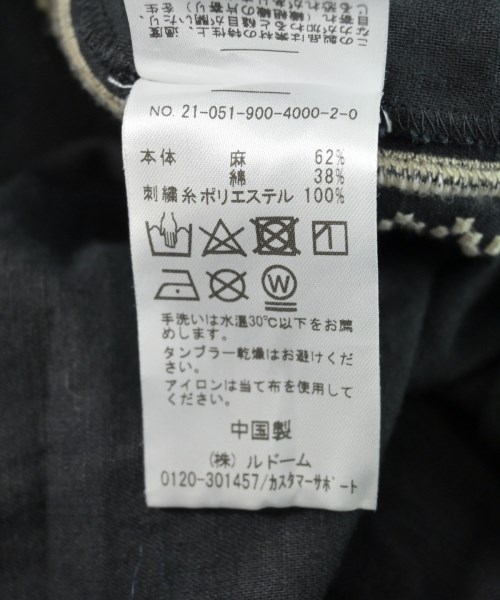 NO. 21-051-900-4000-2-0
本体 麻 62%
綿 38%
刺繍糸ポリエステル 100%
W
手洗いは水温30℃以下をお薦
めします。
タンブラー乾燥はお避けくだ
さい。
アイロンは当て布を使用して
ください。
中国製
(株) ルドーム
0120-301457/カスタマーサポート